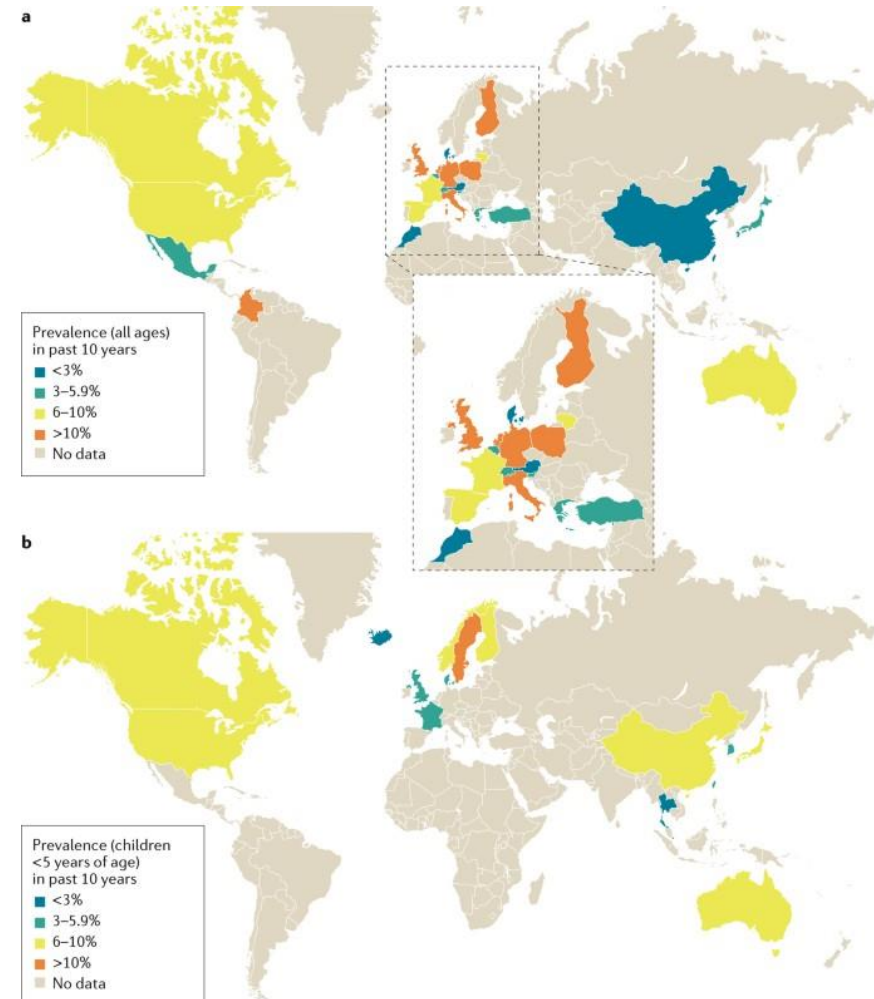 a
Prevalence (all ages)
in past 10 years
<3%
3–5.9%
6–10%
>10%
No data
b
Prevalence (children
<5 years of age)
in past 10 years
<3%
3–5.9%
6–10%
>10%
No data